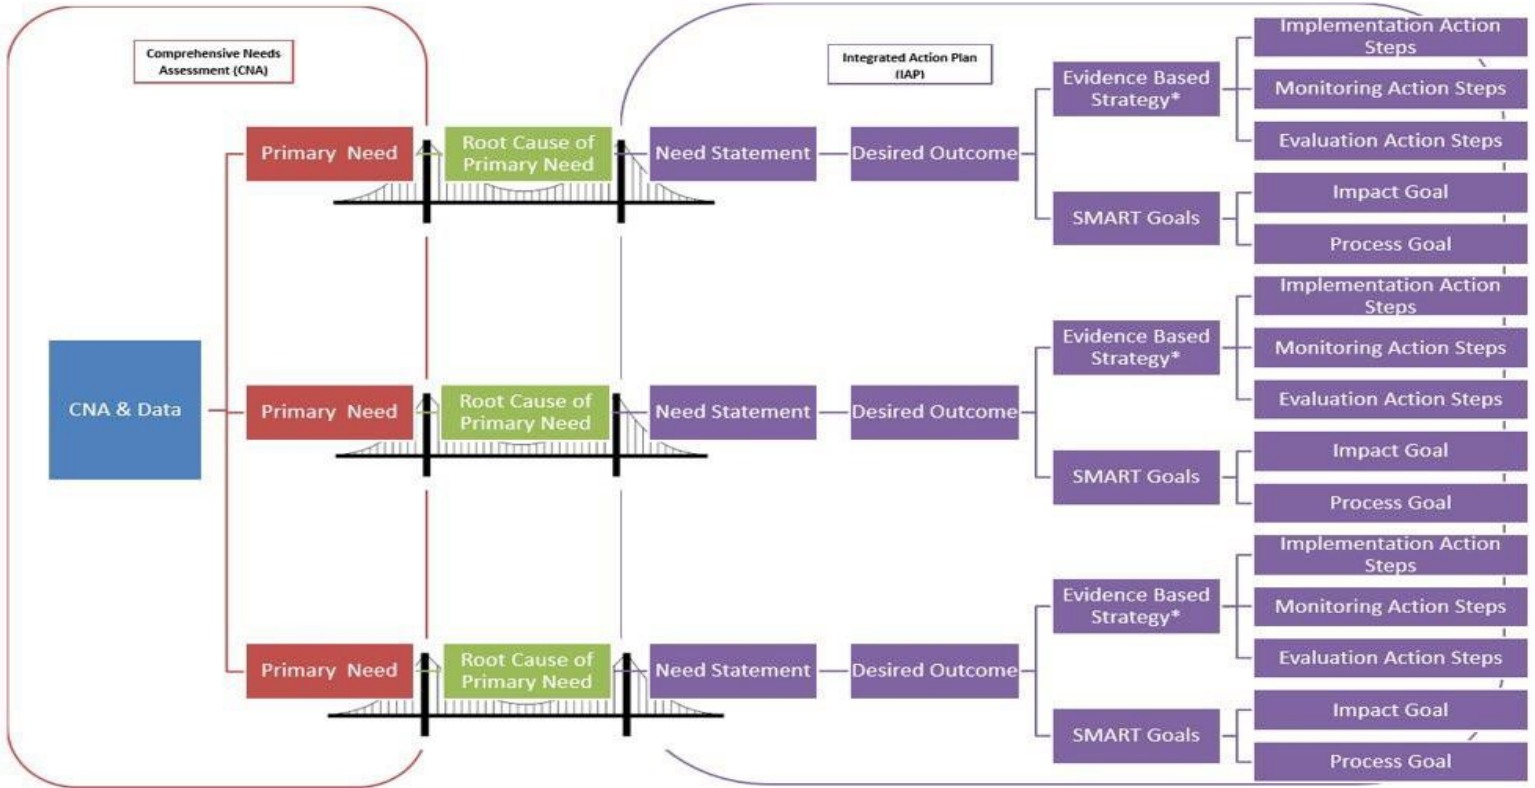 Comprehensive Needs
Assessment (CNA)
Integrated Action Plan
(IAP)
CNA & Data
Primary Need
Root Cause of
Primary Need
Need Statement
Desired Outcome
Evidence Based
Strategy*
Implementation Action
Steps
Monitoring Action Steps
Evaluation Action Steps
SMART Goals
Impact Goal
Process Goal
Primary Need
Root Cause of
Primary Need
Need Statement
Desired Outcome
Evidence Based
Strategy*
Implementation Action
Steps
Monitoring Action Steps
Evaluation Action Steps
SMART Goals
Impact Goal
Process Goal
Primary Need
Root Cause of
Primary Need
Need Statement
Desired Outcome
Evidence Based
Strategy*
Implementation Action
Steps
Monitoring Action Steps
Evaluation Action Steps
SMART Goals
Impact Goal
Process Goal